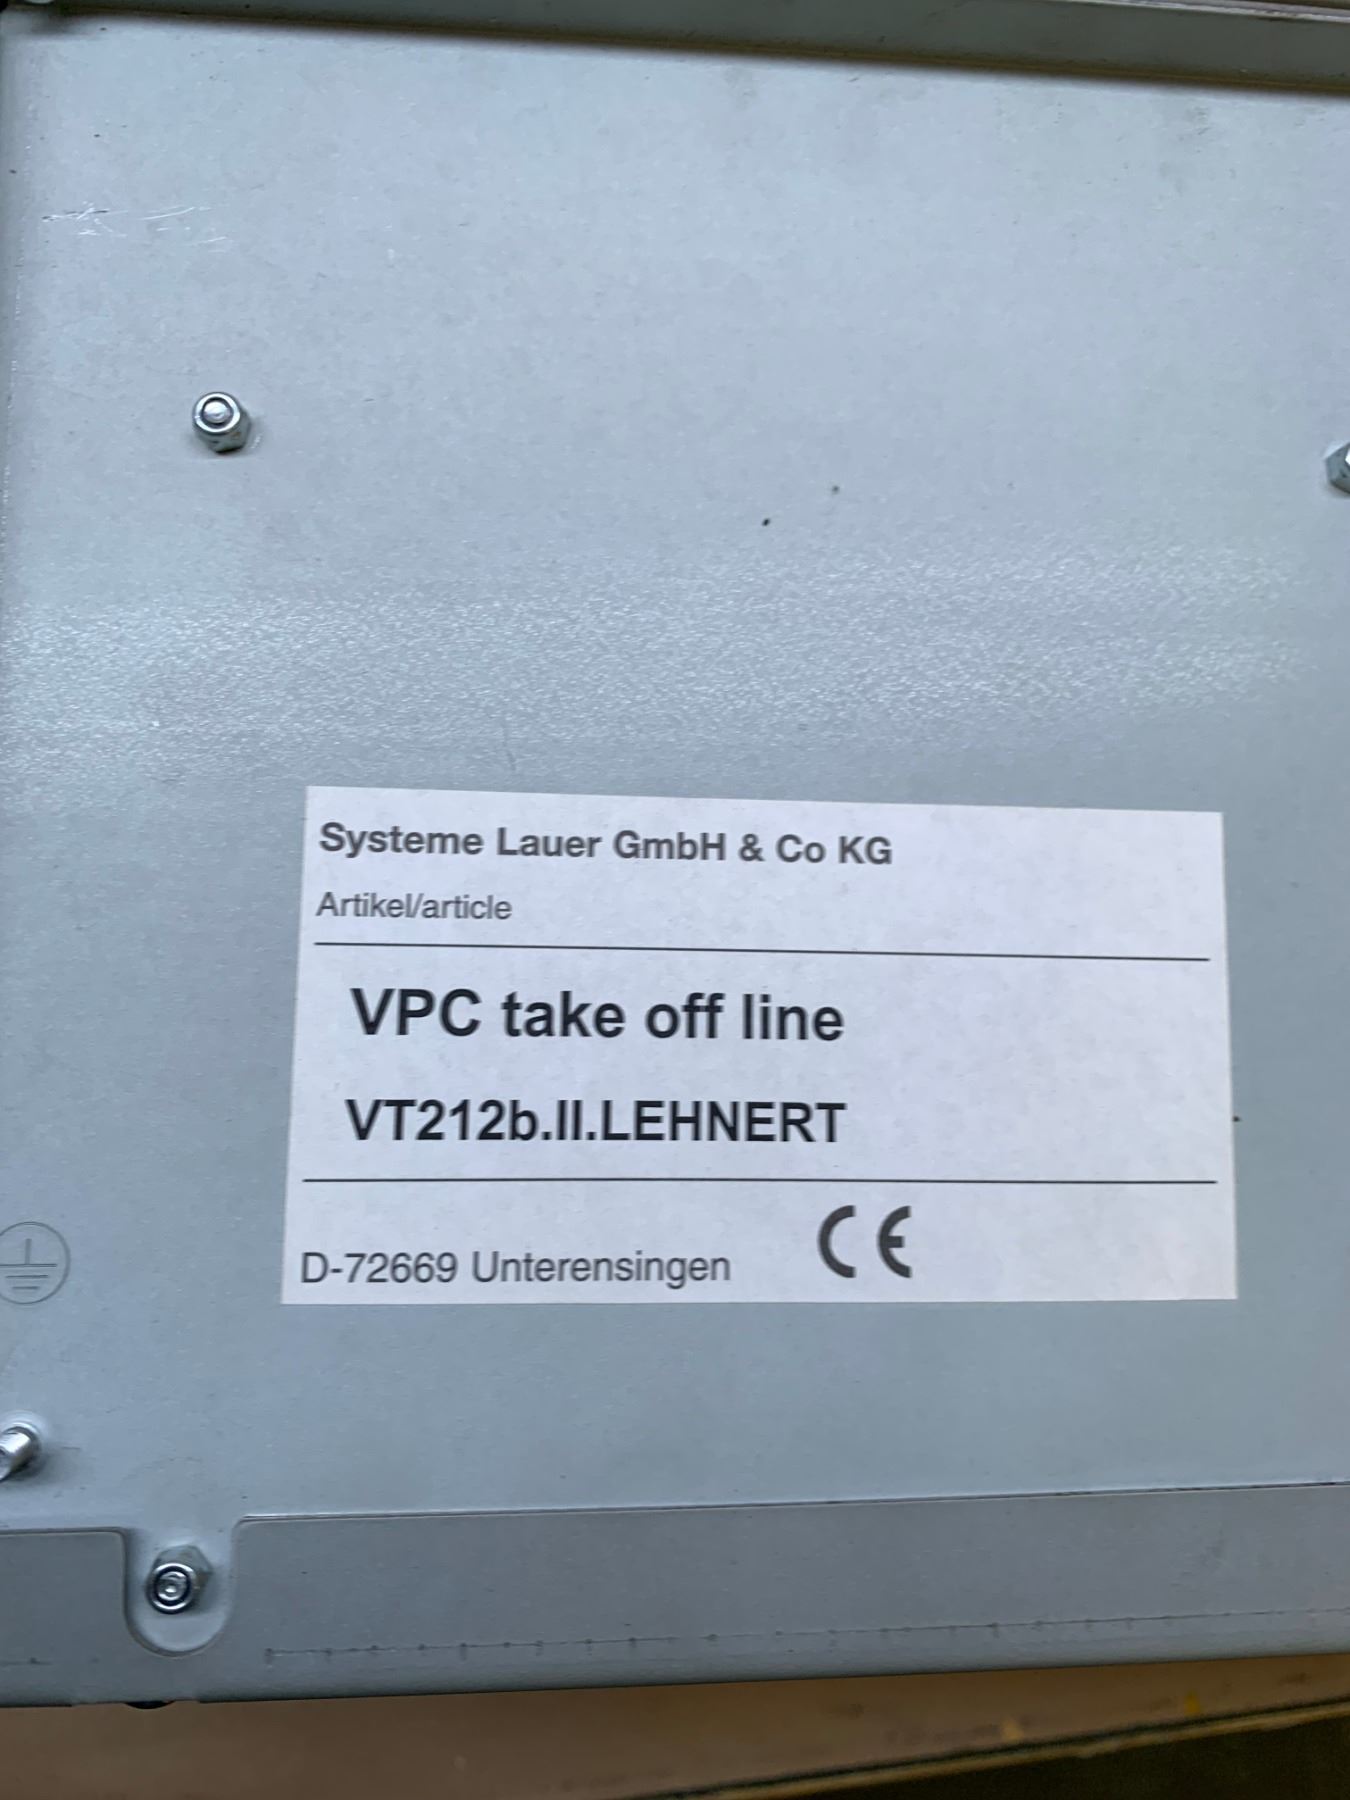 Systeme Lauer GmbH & Co KG
Artikel/article
VPC take off line
VT212b.II.LEHNERT
D-72669 Unterensingen CE